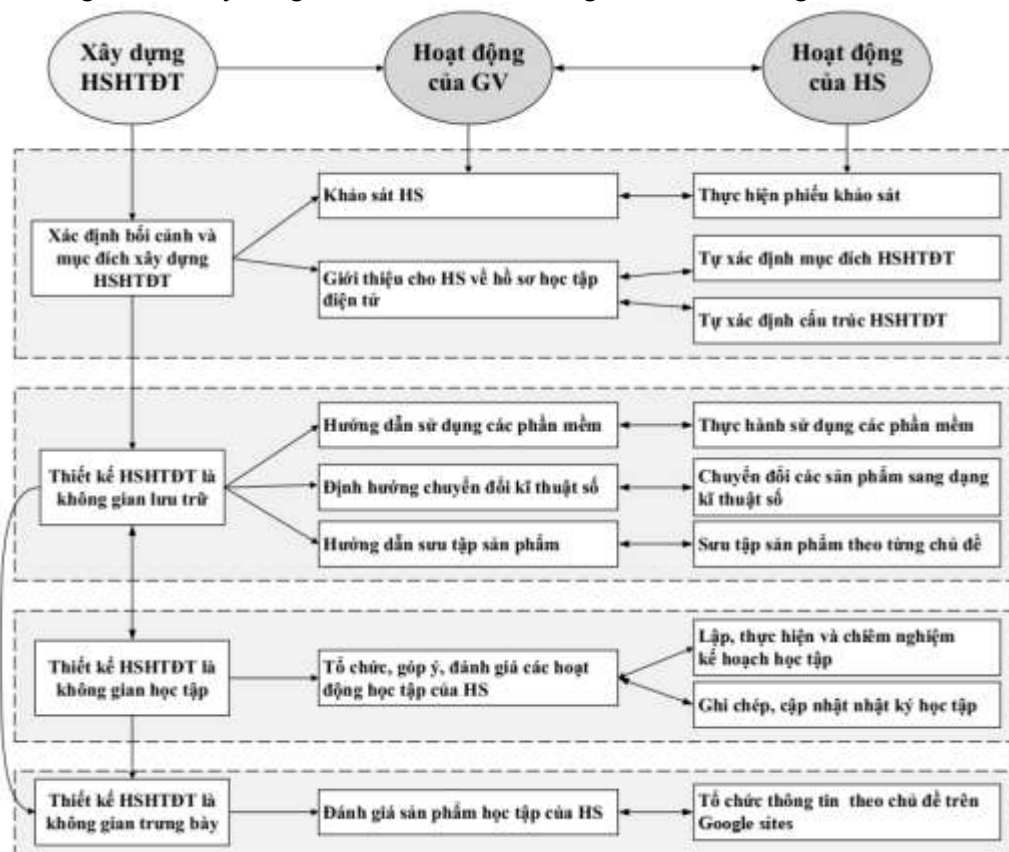 Xây dựng
HSHTĐT
Hoạt động
của GV
Hoạt động
của HS
Khảo sát HS
Thực hiện phiếu khảo sát
Xác định bối cảnh và
mục đích xây dựng
HSHTĐT
Giới thiệu cho HS về hồ sơ học tập
điện tử
Tự xác định mục đích HSHTĐT
Tự xác định cấu trúc HSHTĐT
Hướng dẫn sử dụng các phần mềm
Thực hành sử dụng các phần mềm
Thiết kế HSHTĐT là
không gian lưu trữ
Định hướng chuyển đổi kĩ thuật số
Chuyển đổi các sản phẩm sang dạng
kĩ thuật số
Hướng dẫn sưu tập sản phẩm
Sưu tập sản phẩm theo từng chủ đề
Thiết kế HSHTĐT là
không gian học tập
Tổ chức, góp ý, đánh giá các hoạt
động học tập của HS
Lập, thực hiện và chiêm nghiệm
kế hoạch học tập
Ghi chép, cập nhật nhật ký học tập
Thiết kế HSHTĐT là
không gian trưng bày
Đánh giá sản phẩm học tập của HS
Tổ chức thông tin theo chủ đề trên
Google sites